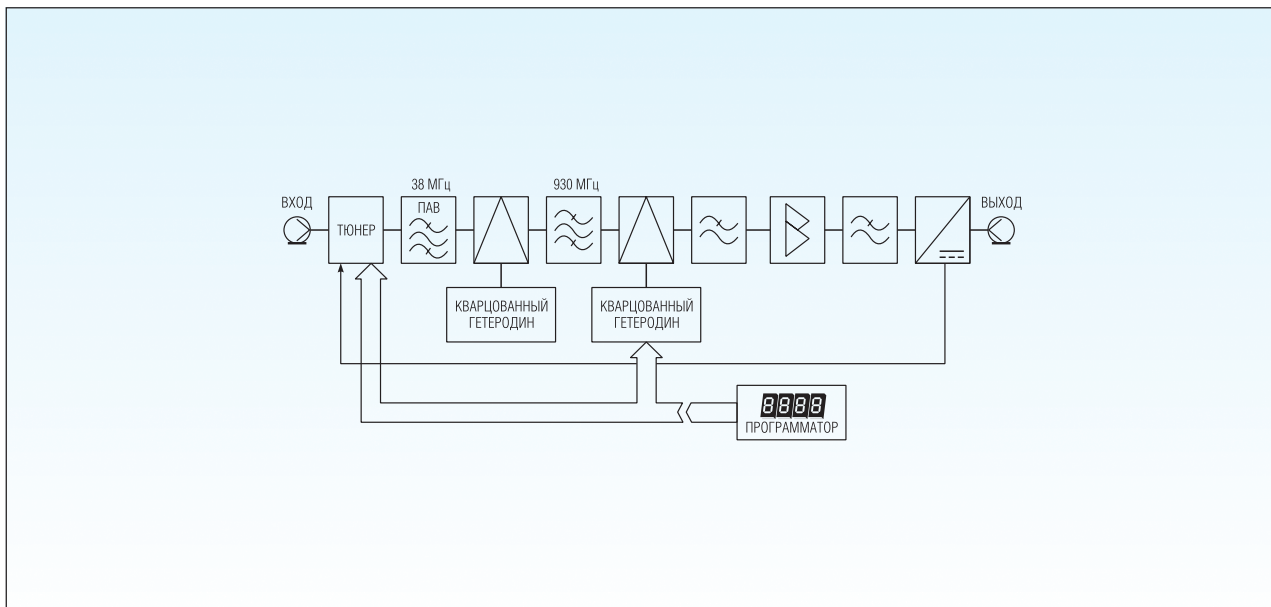 38 МГц
930 МГц
ВХОД
ПАВ
ВЫХОД
ТЮНЕР
КВАРЦОВАННЫЙ
ГЕТЕРОДИН
КВАРЦОВАННЫЙ
ГЕТЕРОДИН
8888
ПРОГРАММАТОР